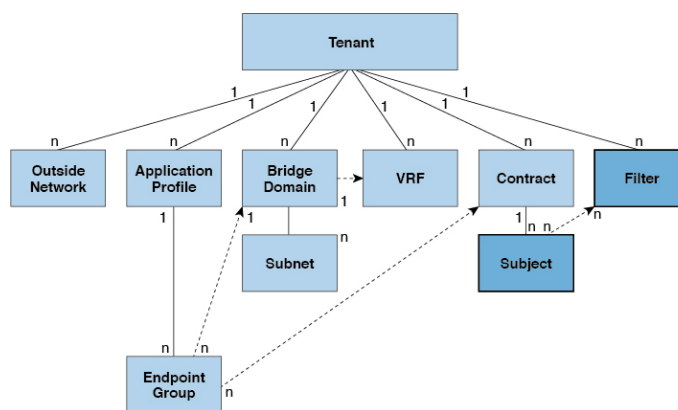 Tenant
1
1
1
1
1
1
n
n
n
n
n
n
Outside
Network
Application
Profile
Bridge
Domain
VRF
Contract
Filter
1
1
1
1
n
n
n
n
Subnet
Subject
n
n
Endpoint
Group
n